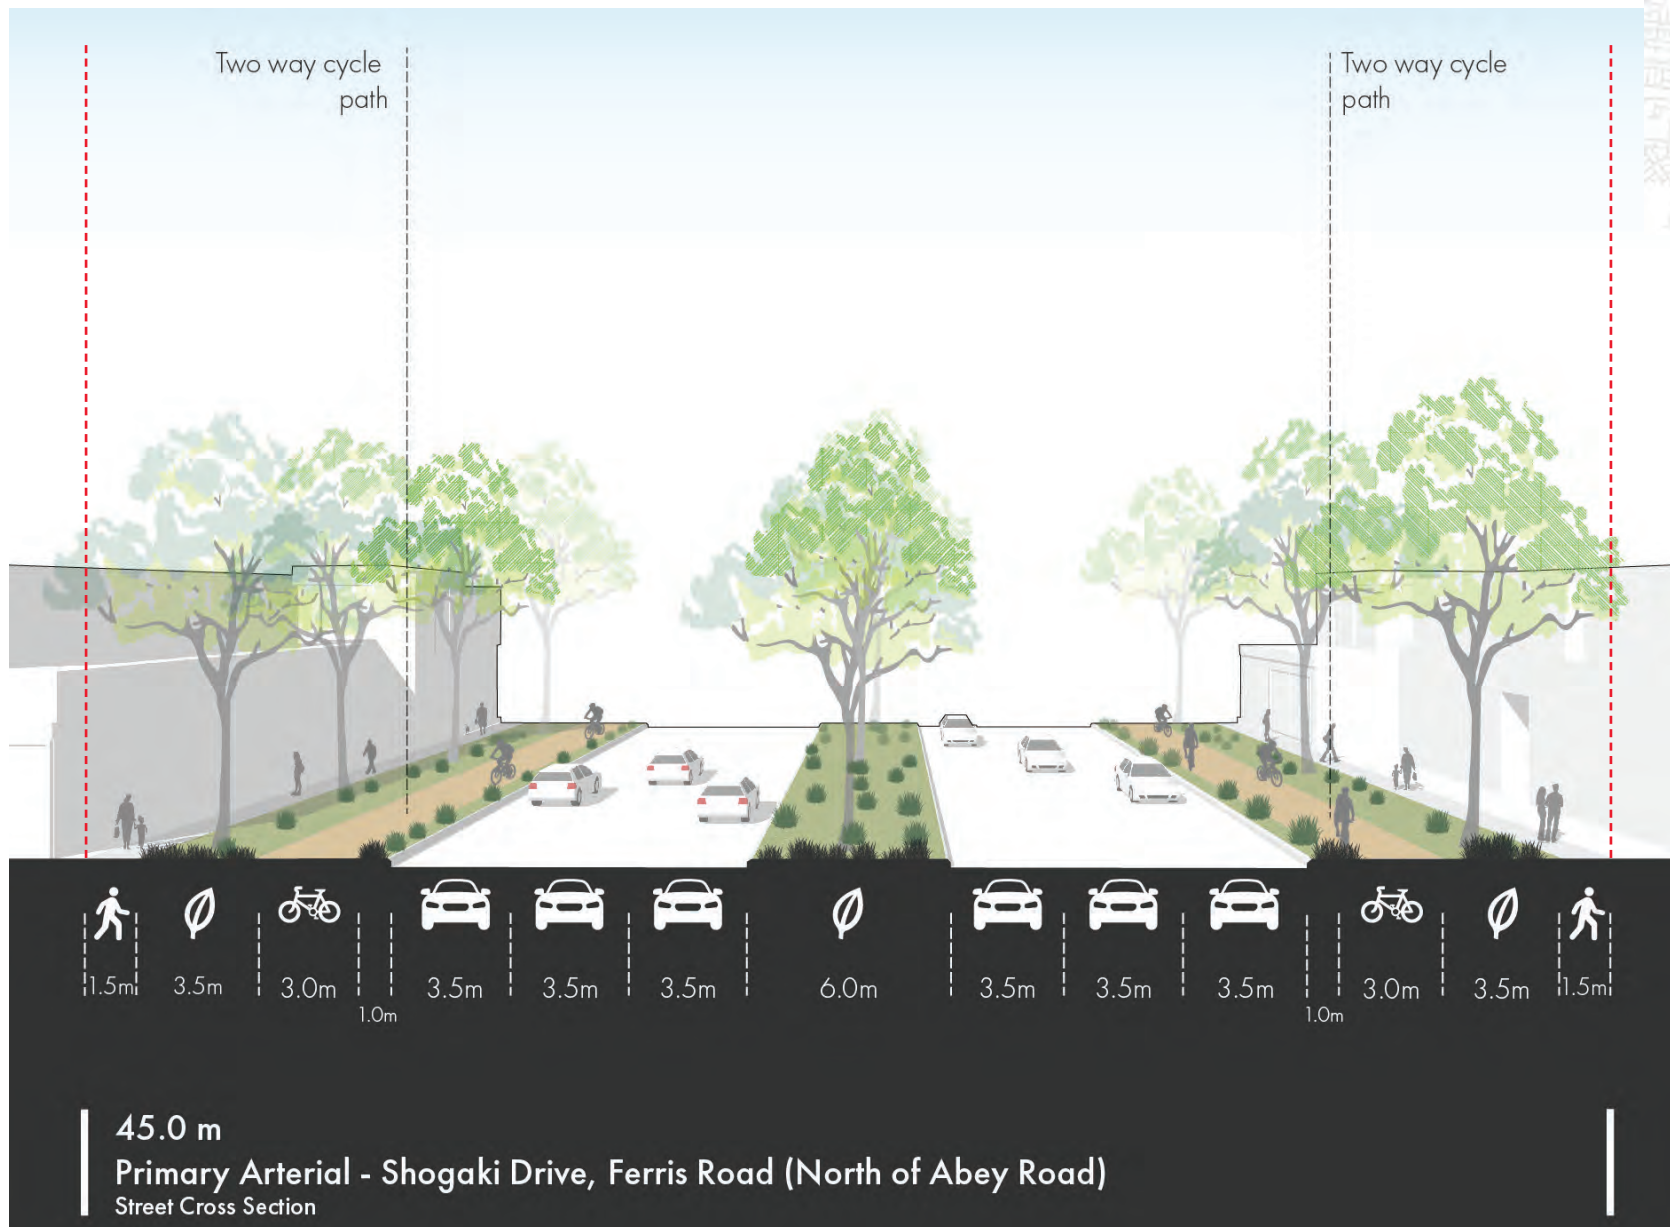 Two way cycle
path
Two way cycle
path
1.5m 3.5m 3.0m 3.5m 3.5m 3.5m 6.0m 3.5m 3.5m 3.5m 3.0m 3.5m 1.5m
1.0m 1.0m
45.0 m
Primary Arterial - Shogaki Drive, Ferris Road (North of Abey Road)
Street Cross Section